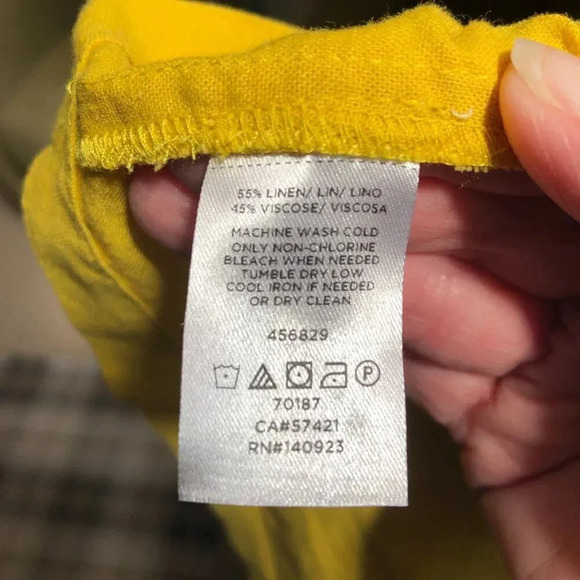 55% LINEN/ LIN/ LINO
45% VISCOSE/ VISCOSA
MACHINE WASH COLD
ONLY NON-CHLORINE
BLEACH WHEN NEEDED
TUMBLE DRY LOW
COOL IRON IF NEEDED
OR DRY CLEAN
456829
P
70187
CA#57421
RN#140923